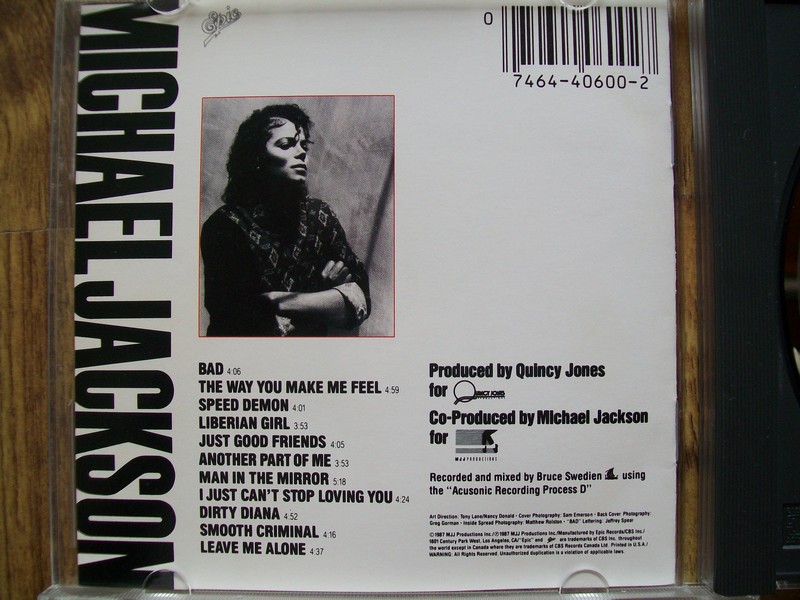 MICHAEL JACKSON
Epic
0
7464-40600-2
BAD 4:06
THE WAY YOU MAKE ME FEEL 4:59
SPEED DEMON 4:01
LIBERIAN GIRL 3:53
JUST GOOD FRIENDS 4:05
ANOTHER PART OF ME 3:53
MAN IN THE MIRROR 5:18
I JUST CAN'T STOP LOVING YOU 4:24
DIRTY DIANA 4:52
SMOOTH CRIMINAL 4:16
LEAVE ME ALONE 4:37
Produced by Quincy Jones
for QUINCY JONES PRODUCTIONS
Co-Produced by Michael Jackson
for
MJJ PRODUCTIONS
Recorded and mixed by Bruce Swedien using
the "Acusonic Recording Process D"
Art Direction: Tony Lane/Nancy Donald · Cover Photography: Sam Emerson · Back Cover Photography:
Greg Gorman · Inside Spread Photography: Matthew Rolston · "BAD" Lettering: Jeffrey Spear
©1987 MJJ Productions Inc./℗1987 MJJ Productions Inc./Manufactured by Epic Records/CBS Inc./
1801 Century Park West, Los Angeles, CA/"Epic" and are trademarks of CBS Inc. throughout
the world except in Canada where they are trademarks of CBS Records Canada Ltd. Printed in U.S.A./
WARNING: All Rights Reserved. Unauthorized duplication is a violation of applicable laws.